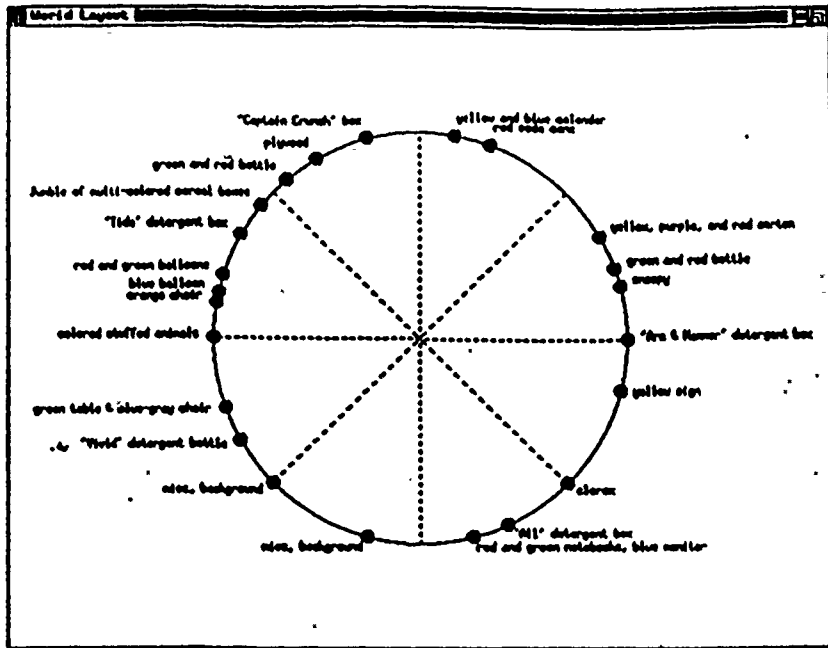 World Layout
"Captain Crunch" box
yellow and blue calendar
red soda cans
plywood
green and red bottle
Jumble of multi-colored cereal boxes
"Tide" detergent box
yellow, purple, and red carton
red and green balloons
green and red bottle
blue balloon
snoopy
orange chair
colored stuffed animals
"Arm & Hammer" detergent box
yellow sign
green table & blue-gray chair
"Vivid" detergent bottle
misc. background
clorox
"All" detergent box
misc. background
red and green notebooks, blue